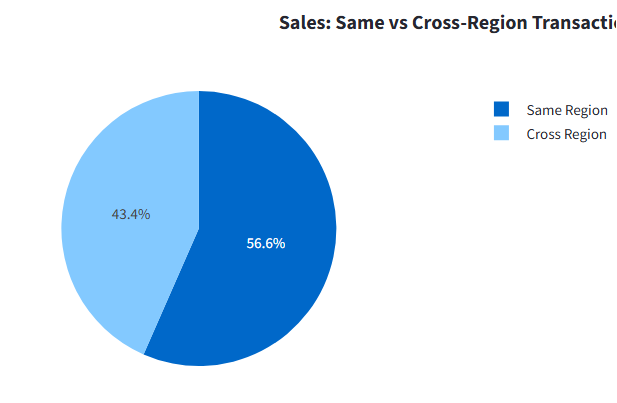 Sales: Same vs Cross-Region
Same Region
Cross Region
43.4%
56.6%